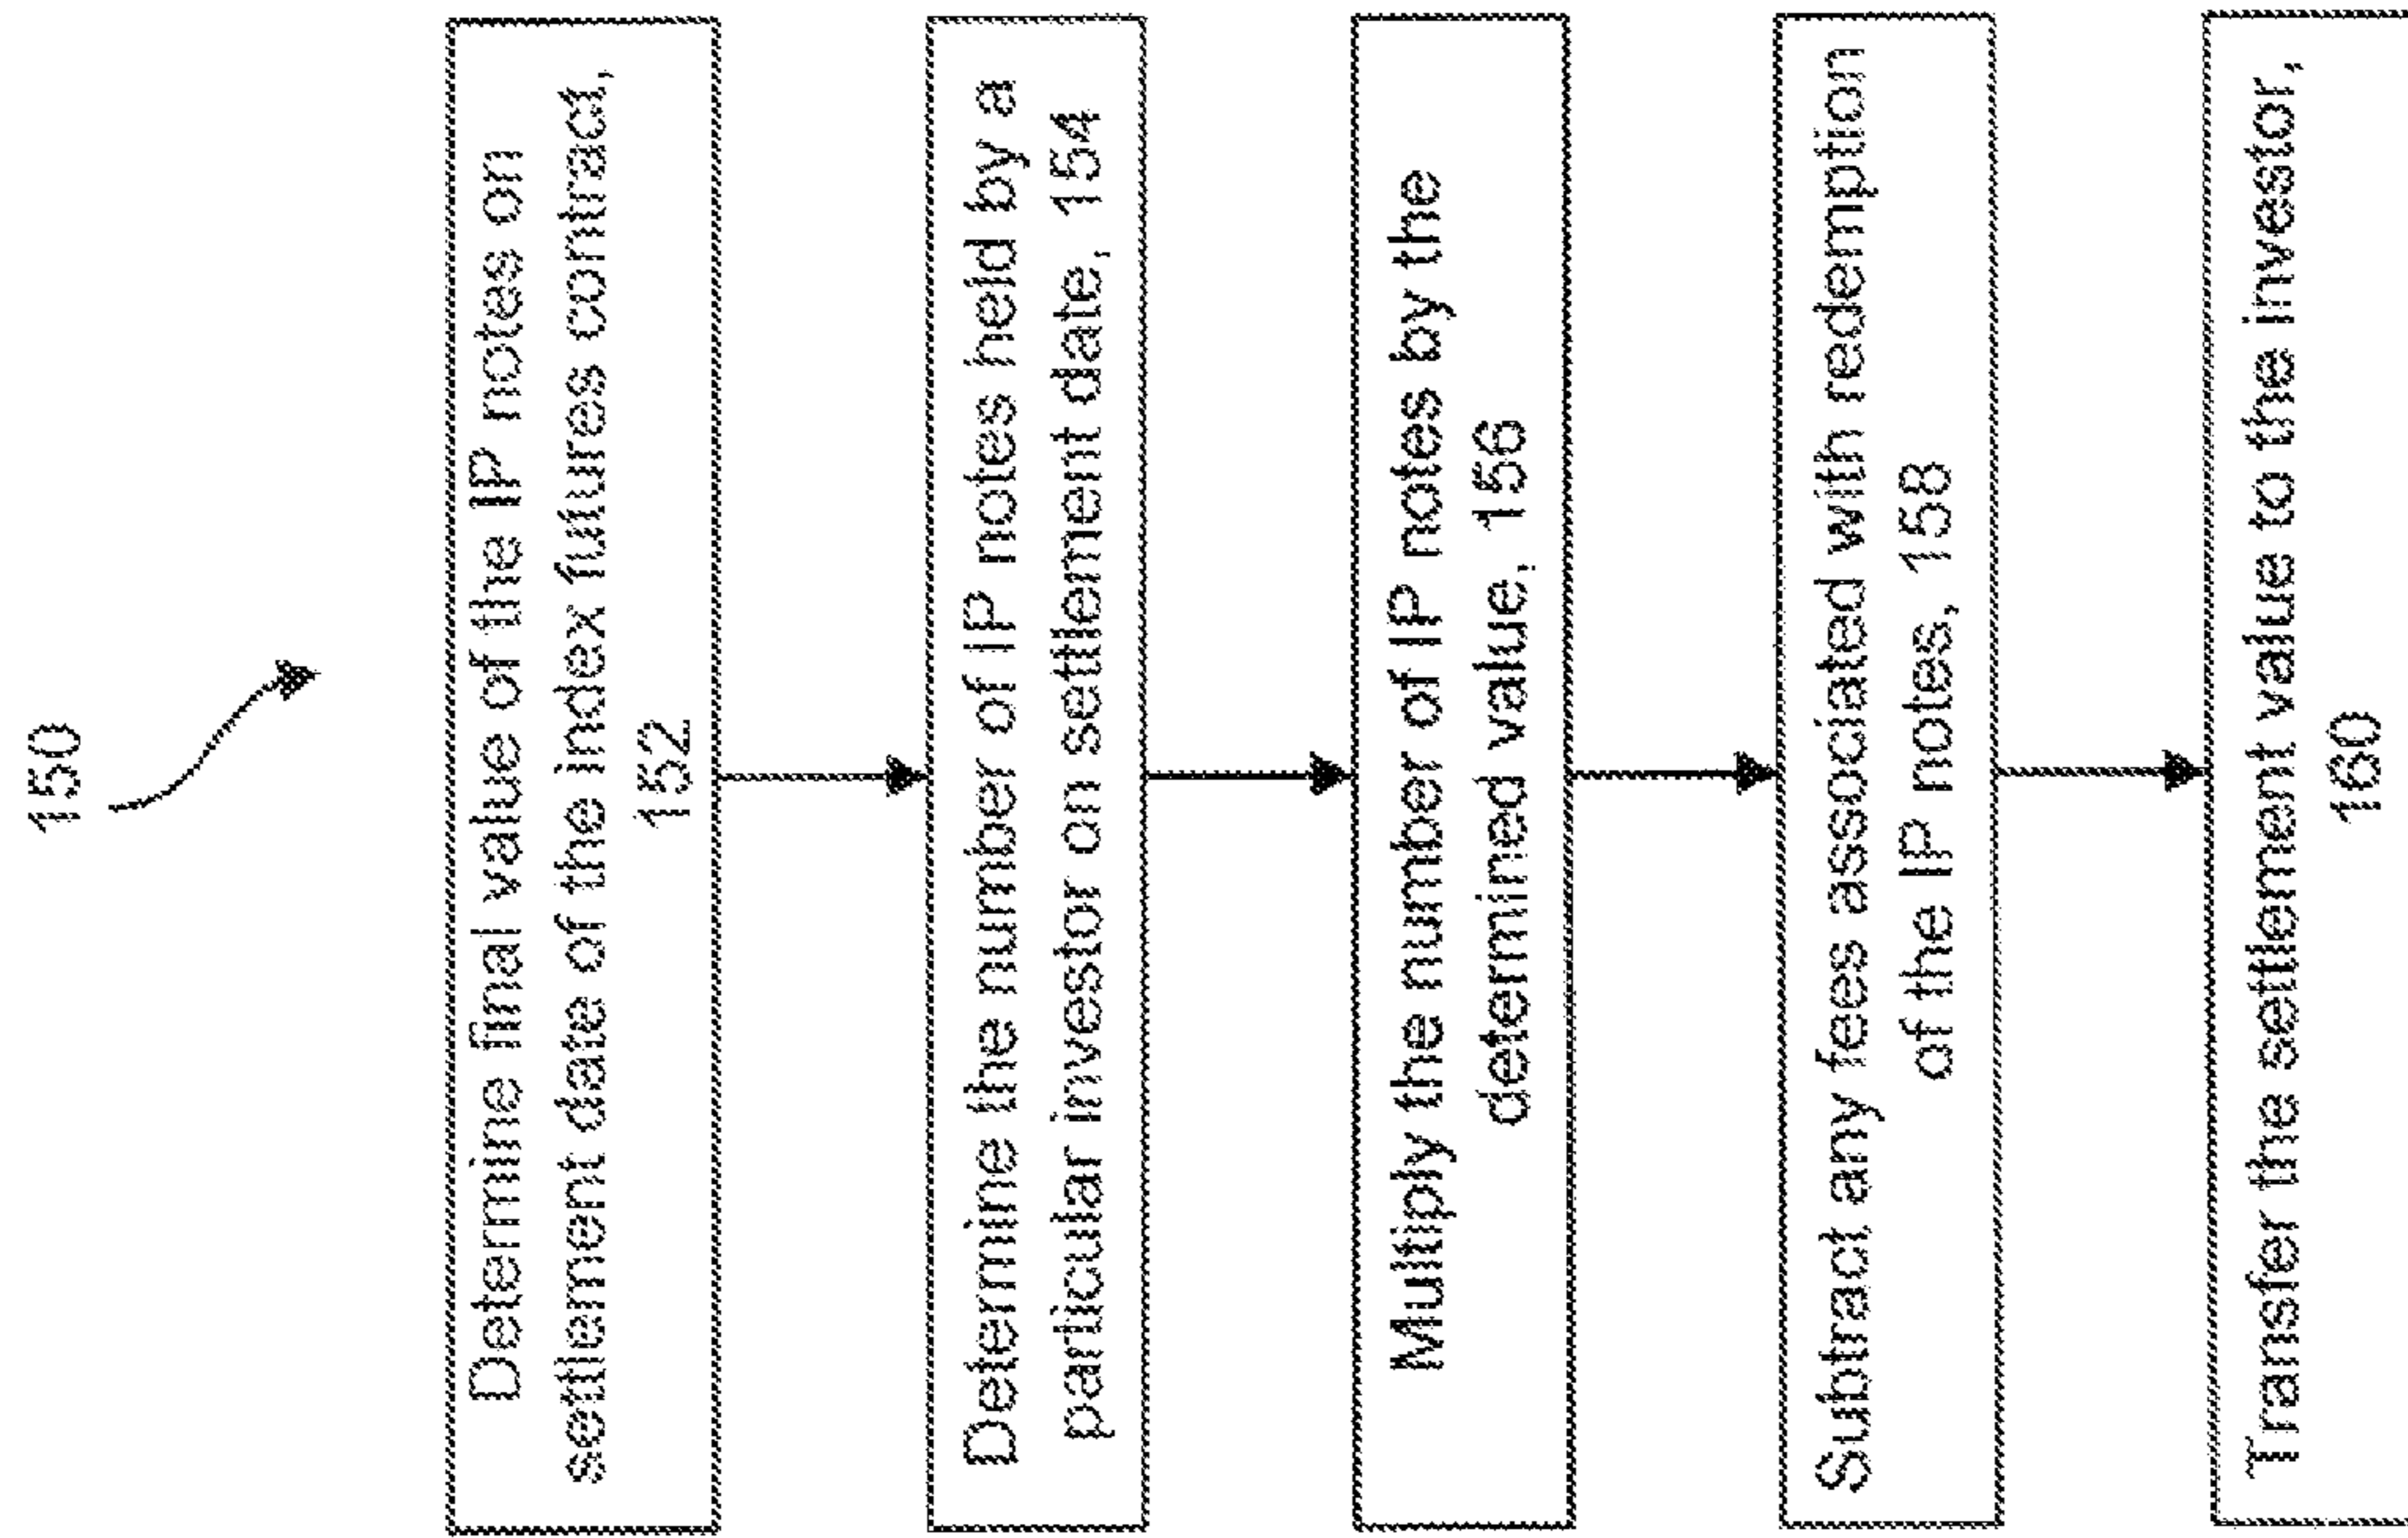 150
Determine final value of the IP notes on
settlement date of the index futures contract,
152
Determine the number of IP notes held by a
particular investor on settlement date, 154
Multiply the number of IP notes by the
determined value, 156
Subtract any fees associated with redemption
of the IP notes, 158
Transfer the settlement value to the investor,
160